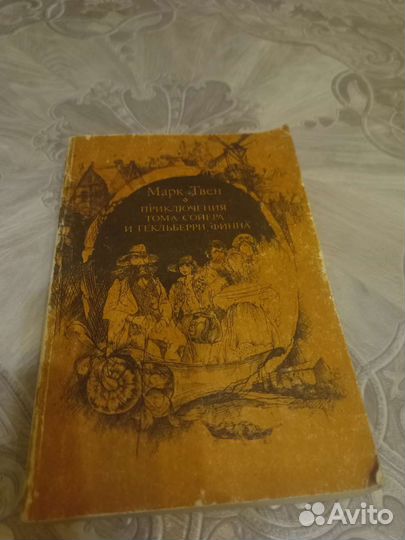 Марк Твен
ПРИКЛЮЧЕНИЯ
ТОМА СОЙЕРА
И ГЕКЛЬБЕРРИ ФИННА
Avito